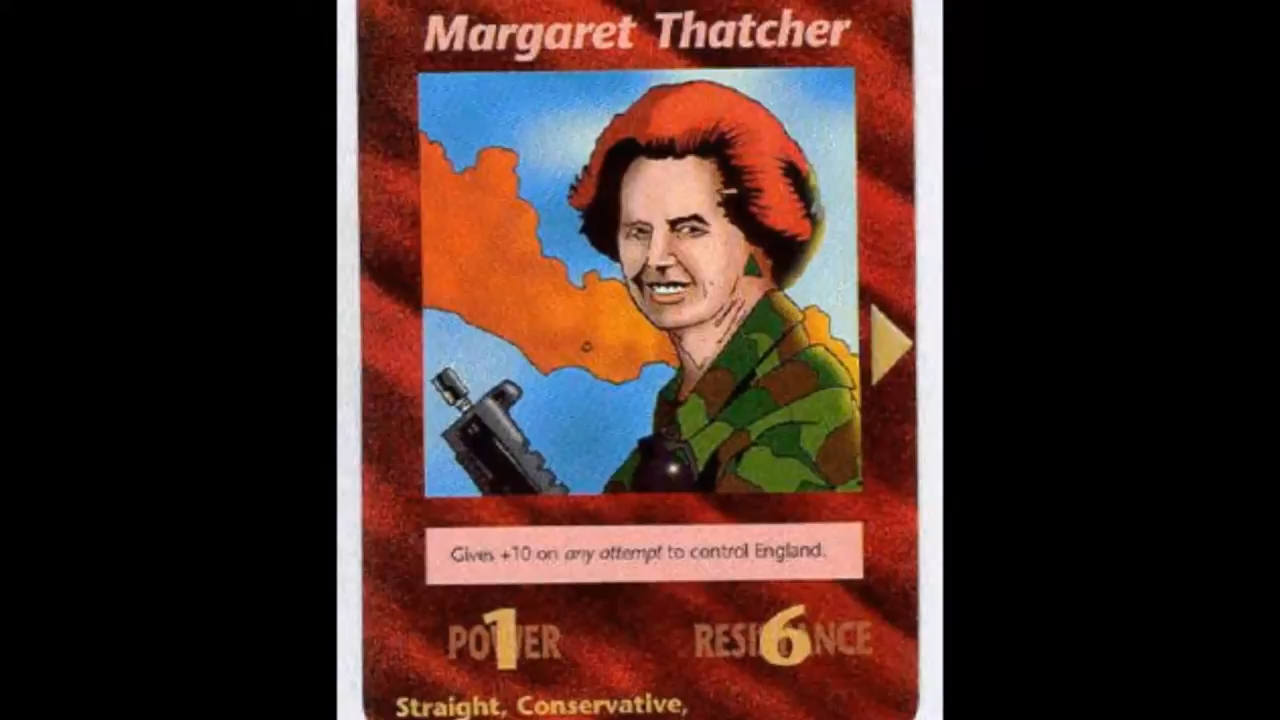 Margaret Thatcher
Gives +10 on any attempt to control England.
1
POWER
6
RESISTANCE
Straight, Conservative,